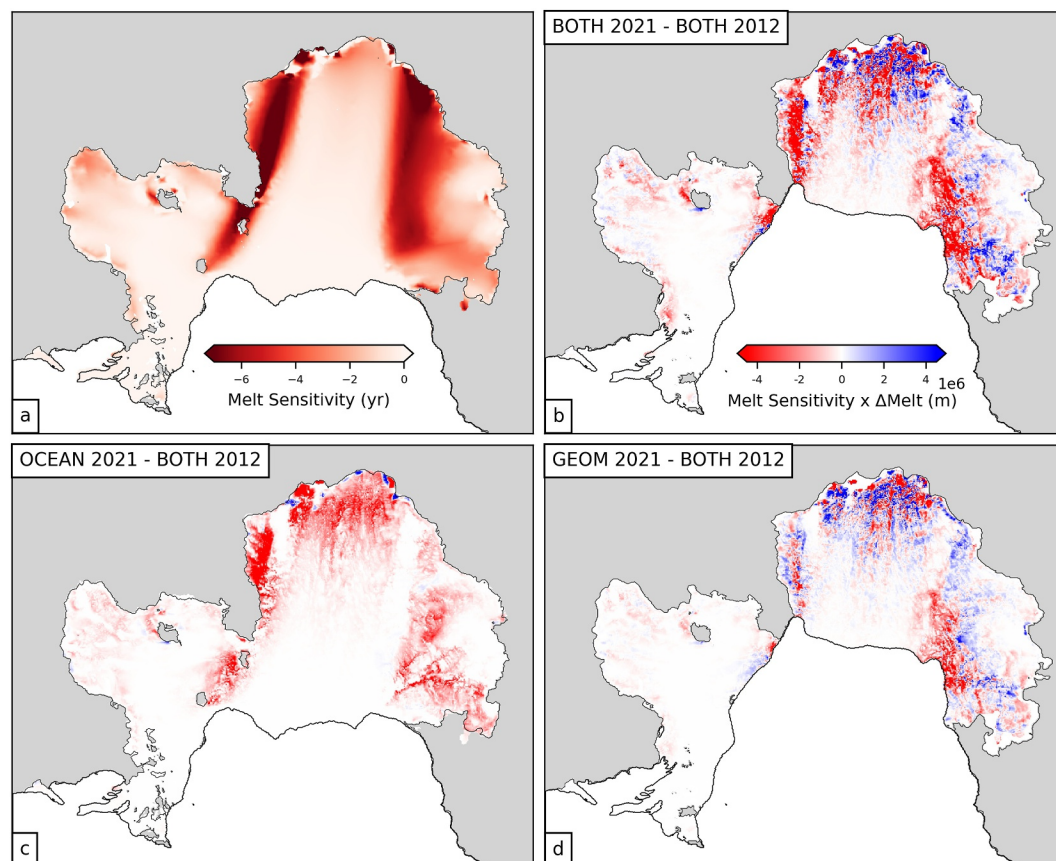 BOTH 2021 - BOTH 2012
−6 −4 −2 0
Melt Sensitivity (yr)
a
−4 −2 0 2 4
1e6
Melt Sensitivity x ΔMelt (m)
b
OCEAN 2021 - BOTH 2012
GEOM 2021 - BOTH 2012
c
d